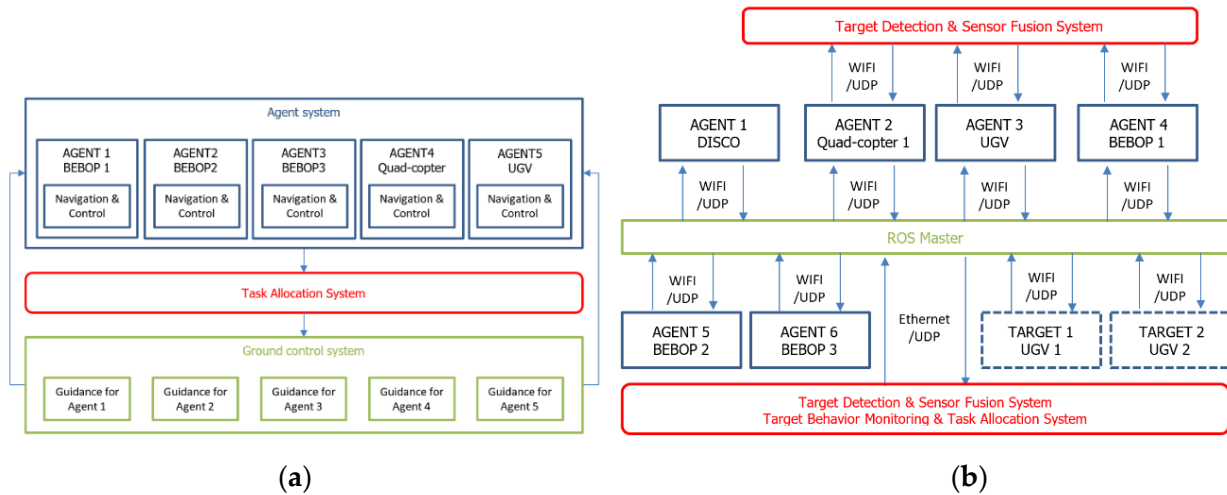 Agent system
AGENT 1
BEBOP 1
Navigation &
Control
AGENT2
BEBOP2
Navigation &
Control
AGENT3
BEBOP3
Navigation &
Control
AGENT4
Quad-copter
Navigation &
Control
AGENT5
UGV
Navigation &
Control
Task Allocation System
Ground control system
Guidance for
Agent 1
Guidance for
Agent 2
Guidance for
Agent 3
Guidance for
Agent 4
Guidance for
Agent 5
(a)
Target Detection & Sensor Fusion System
WIFI
/UDP
WIFI
/UDP
WIFI
/UDP
AGENT 1
DISCO
AGENT 2
Quad-copter 1
AGENT 3
UGV
AGENT 4
BEBOP 1
WIFI
/UDP
WIFI
/UDP
WIFI
/UDP
WIFI
/UDP
ROS Master
WIFI
/UDP
WIFI
/UDP
WIFI
/UDP
WIFI
/UDP
Ethernet
/UDP
AGENT 5
BEBOP 2
AGENT 6
BEBOP 3
TARGET 1
UGV 1
TARGET 2
UGV 2
Target Detection & Sensor Fusion System
Target Behavior Monitoring & Task Allocation System
(b)